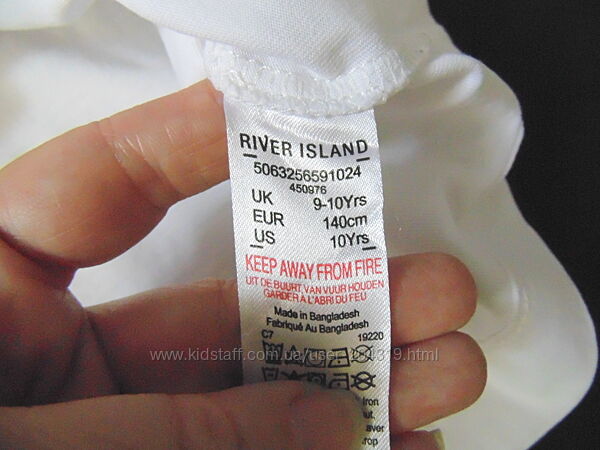 RIVER ISLAND
5063256591024
450976
UK 9-10Yrs
EUR 140cm
US 10Yrs
KEEP AWAY FROM FIRE
UIT DE BUURT, VAN VUUR HOUDEN
GARDER À L'ABRI DU FEU
Made in Bangladesh
Fabriqué Au Bangladesh
C7 19220